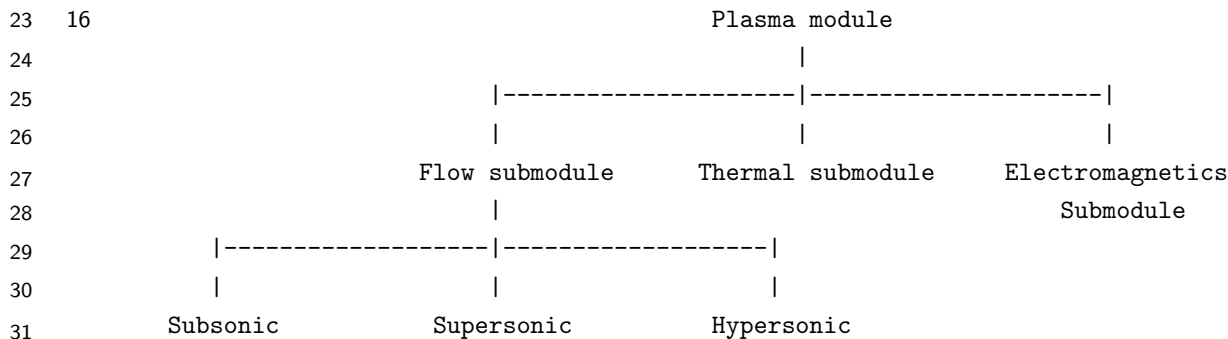 23 16 Plasma module
24 |
25 |---------------------|---------------------|
26 | | |
27 Flow submodule Thermal submodule Electromagnetics
28 | Submodule
29 |-------------------|-------------------|
30 | | |
31 Subsonic Supersonic Hypersonic